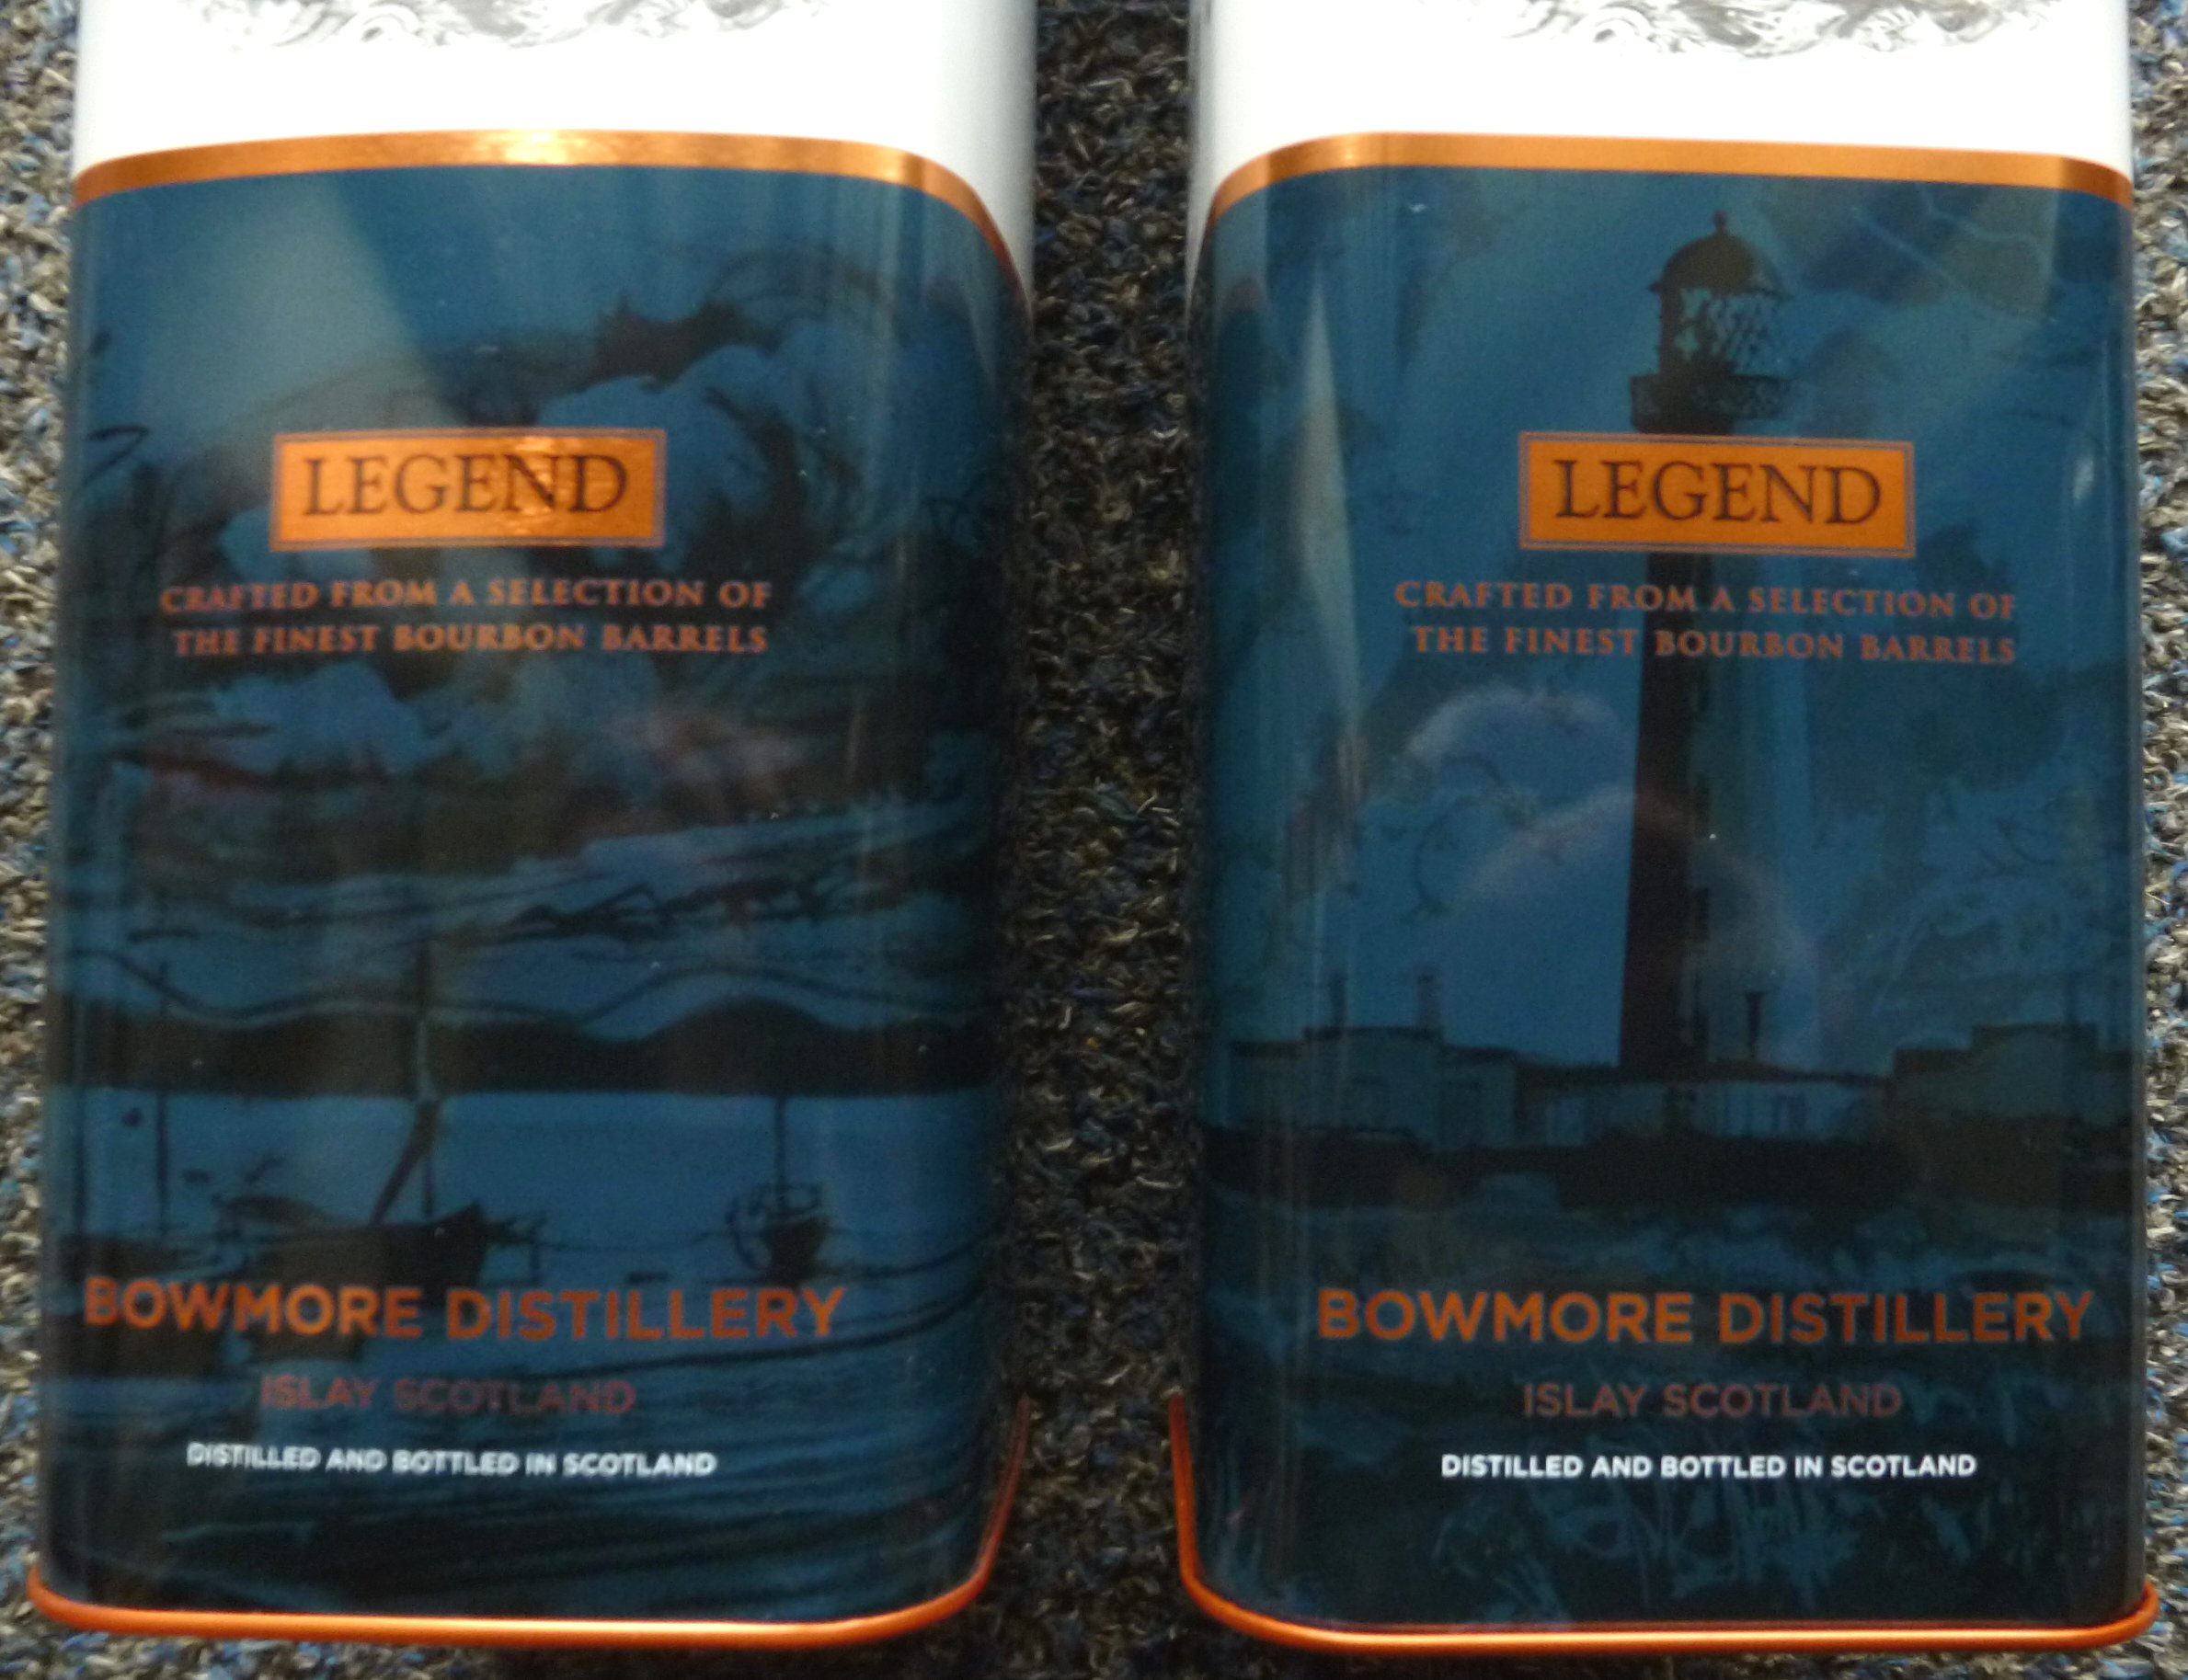 LEGEND
CRAFTED FROM A SELECTION OF
THE FINEST BOURBON BARRELS
BOWMORE DISTILLERY
ISLAY SCOTLAND
DISTILLED AND BOTTLED IN SCOTLAND
LEGEND
CRAFTED FROM A SELECTION OF
THE FINEST BOURBON BARRELS
BOWMORE DISTILLERY
ISLAY SCOTLAND
DISTILLED AND BOTTLED IN SCOTLAND